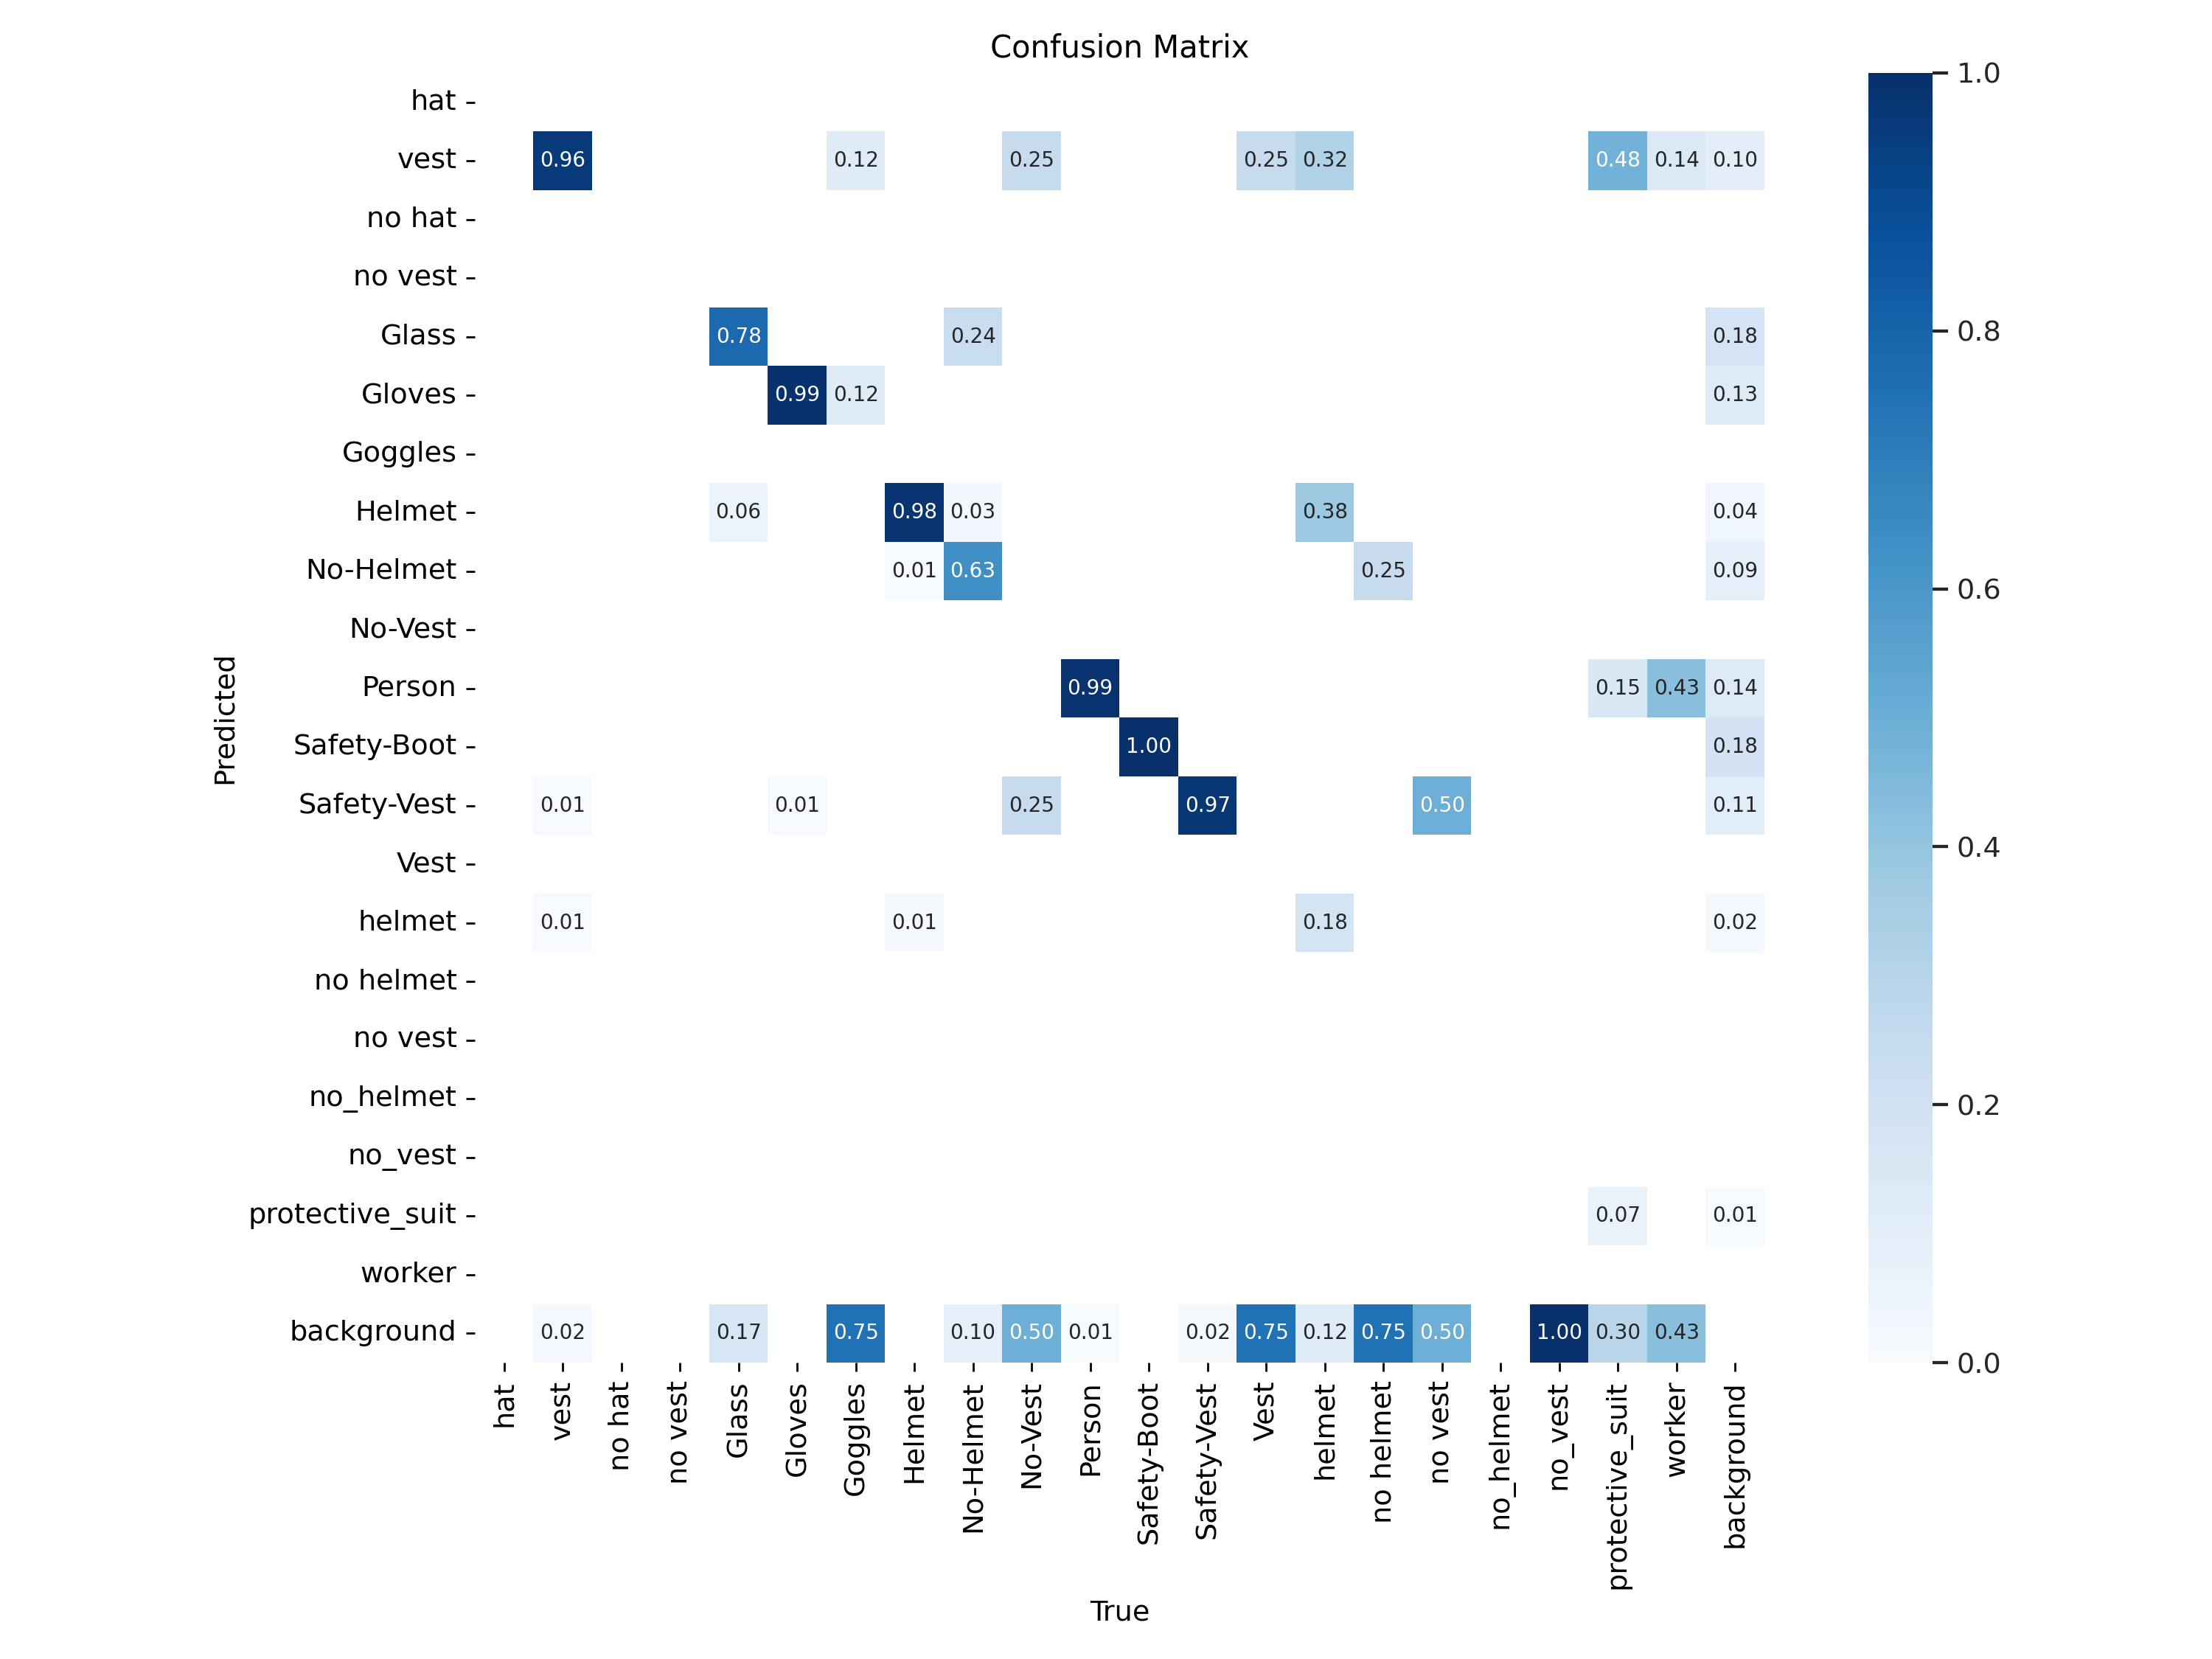 Confusion Matrix
hat
vest 0.96 0.12 0.25 0.25 0.32 0.48 0.14 0.10
no hat
no vest
Glass 0.78 0.24 0.18
Gloves 0.99 0.12 0.13
Goggles
Helmet 0.06 0.98 0.03 0.38 0.04
No-Helmet 0.01 0.63 0.25 0.09
No-Vest
Person 0.99 0.15 0.43 0.14
Safety-Boot 1.00 0.18
Safety-Vest 0.01 0.01 0.25 0.97 0.50 0.11
Vest
helmet 0.01 0.01 0.18 0.02
no helmet
no vest
no_helmet
no_vest
protective_suit 0.07 0.01
worker
background 0.02 0.17 0.75 0.10 0.50 0.01 0.02 0.75 0.12 0.75 0.50 1.00 0.30 0.43
Predicted
hat
vest
no hat
no vest
Glass
Gloves
Goggles
Helmet
No-Helmet
No-Vest
Person
Safety-Boot
Safety-Vest
Vest
helmet
no helmet
no vest
no_helmet
no_vest
protective_suit
worker
background
True
1.0
0.8
0.6
0.4
0.2
0.0